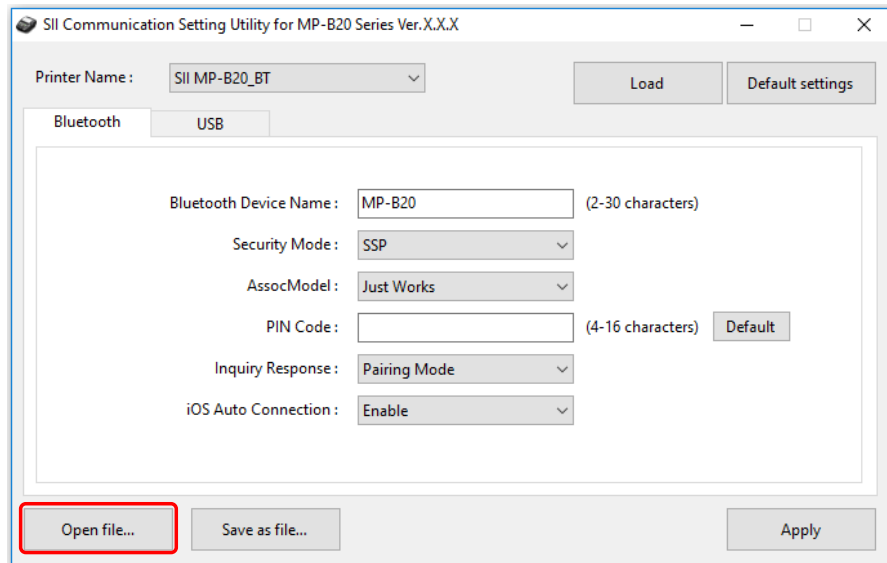 SII Communication Setting Utility for MP-B20 Series Ver.X.X.X
Printer Name : SII MP-B20_BT Load Default settings
Bluetooth USB
Bluetooth Device Name : MP-B20 (2-30 characters)
Security Mode : SSP
AssocModel : Just Works
PIN Code : (4-16 characters) Default
Inquiry Response : Pairing Mode
iOS Auto Connection : Enable
Open file... Save as file... Apply